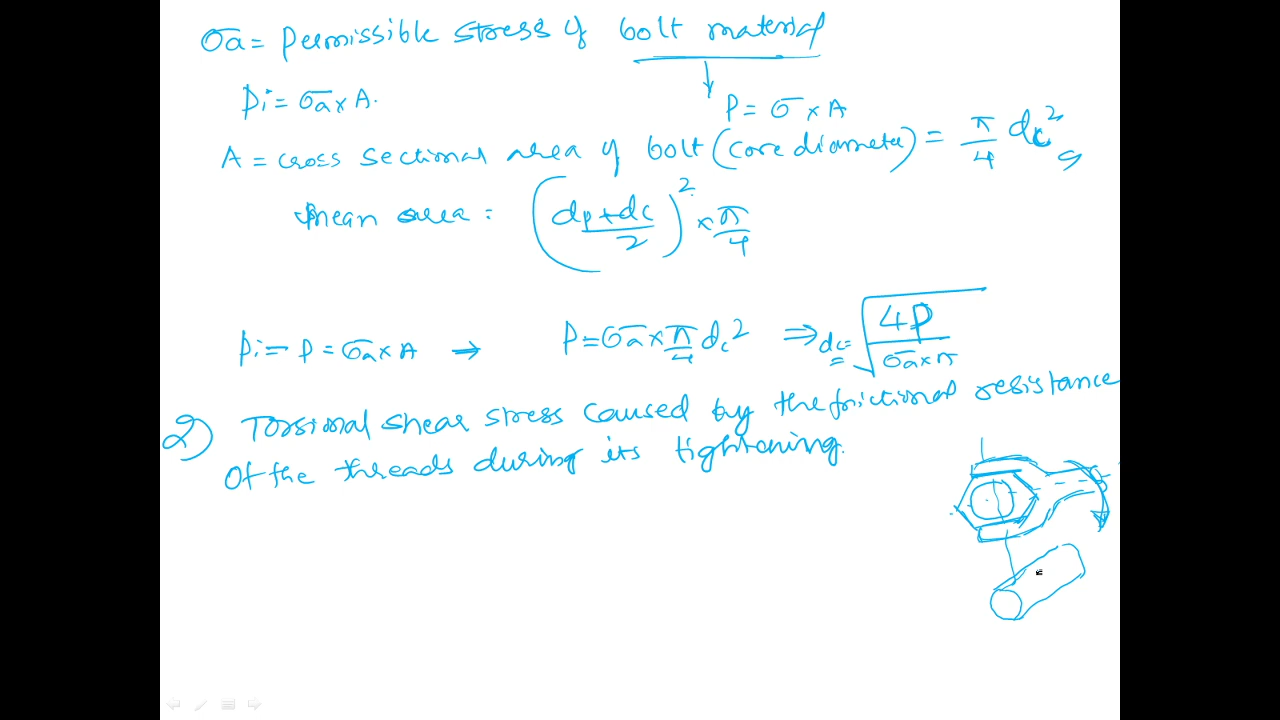 σa = Permissible stress of bolt material
Pi = σa × A.
P = σ × A
A = cross sectional area of bolt (core diameter) = π/4 dc²
mean area = ((dp + dc)/2)² × π/4
Pi = P = σa × A → P = σa × π/4 dc² ⇒ dc = √(4P/(σa × π))
2) Torsional shear stress caused by the frictional resistance
Of the threads during its tightening.